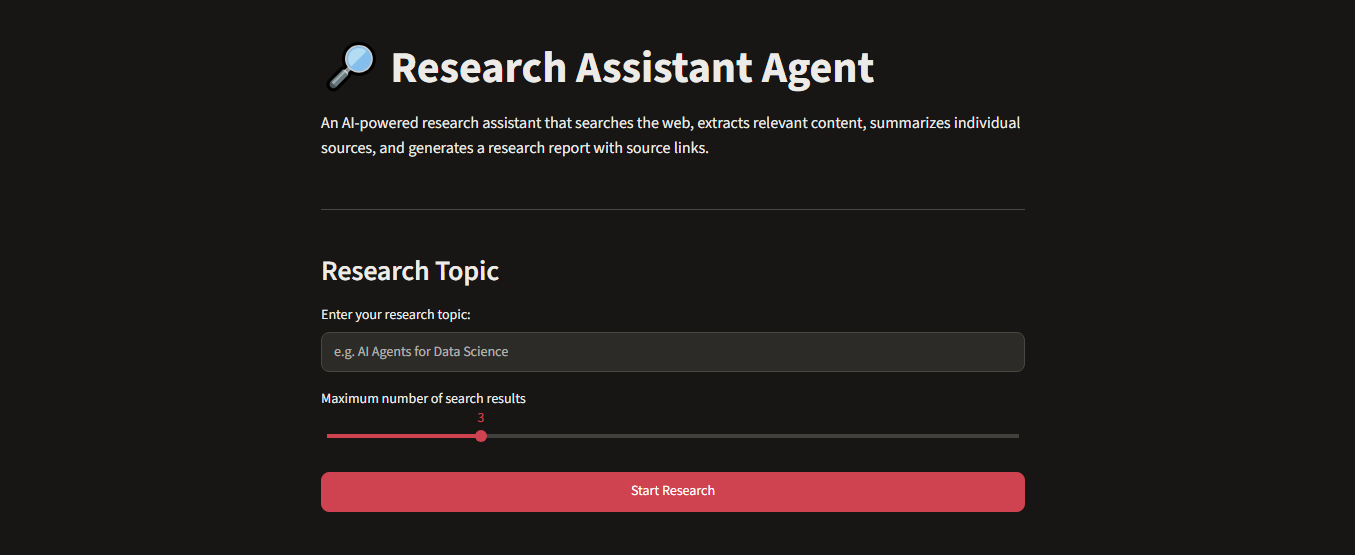 Research Assistant Agent
An AI-powered research assistant that searches the web, extracts relevant content, summarizes individual
sources, and generates a research report with source links.
Research Topic
Enter your research topic:
e.g. AI Agents for Data Science
Maximum number of search results
3
Start Research